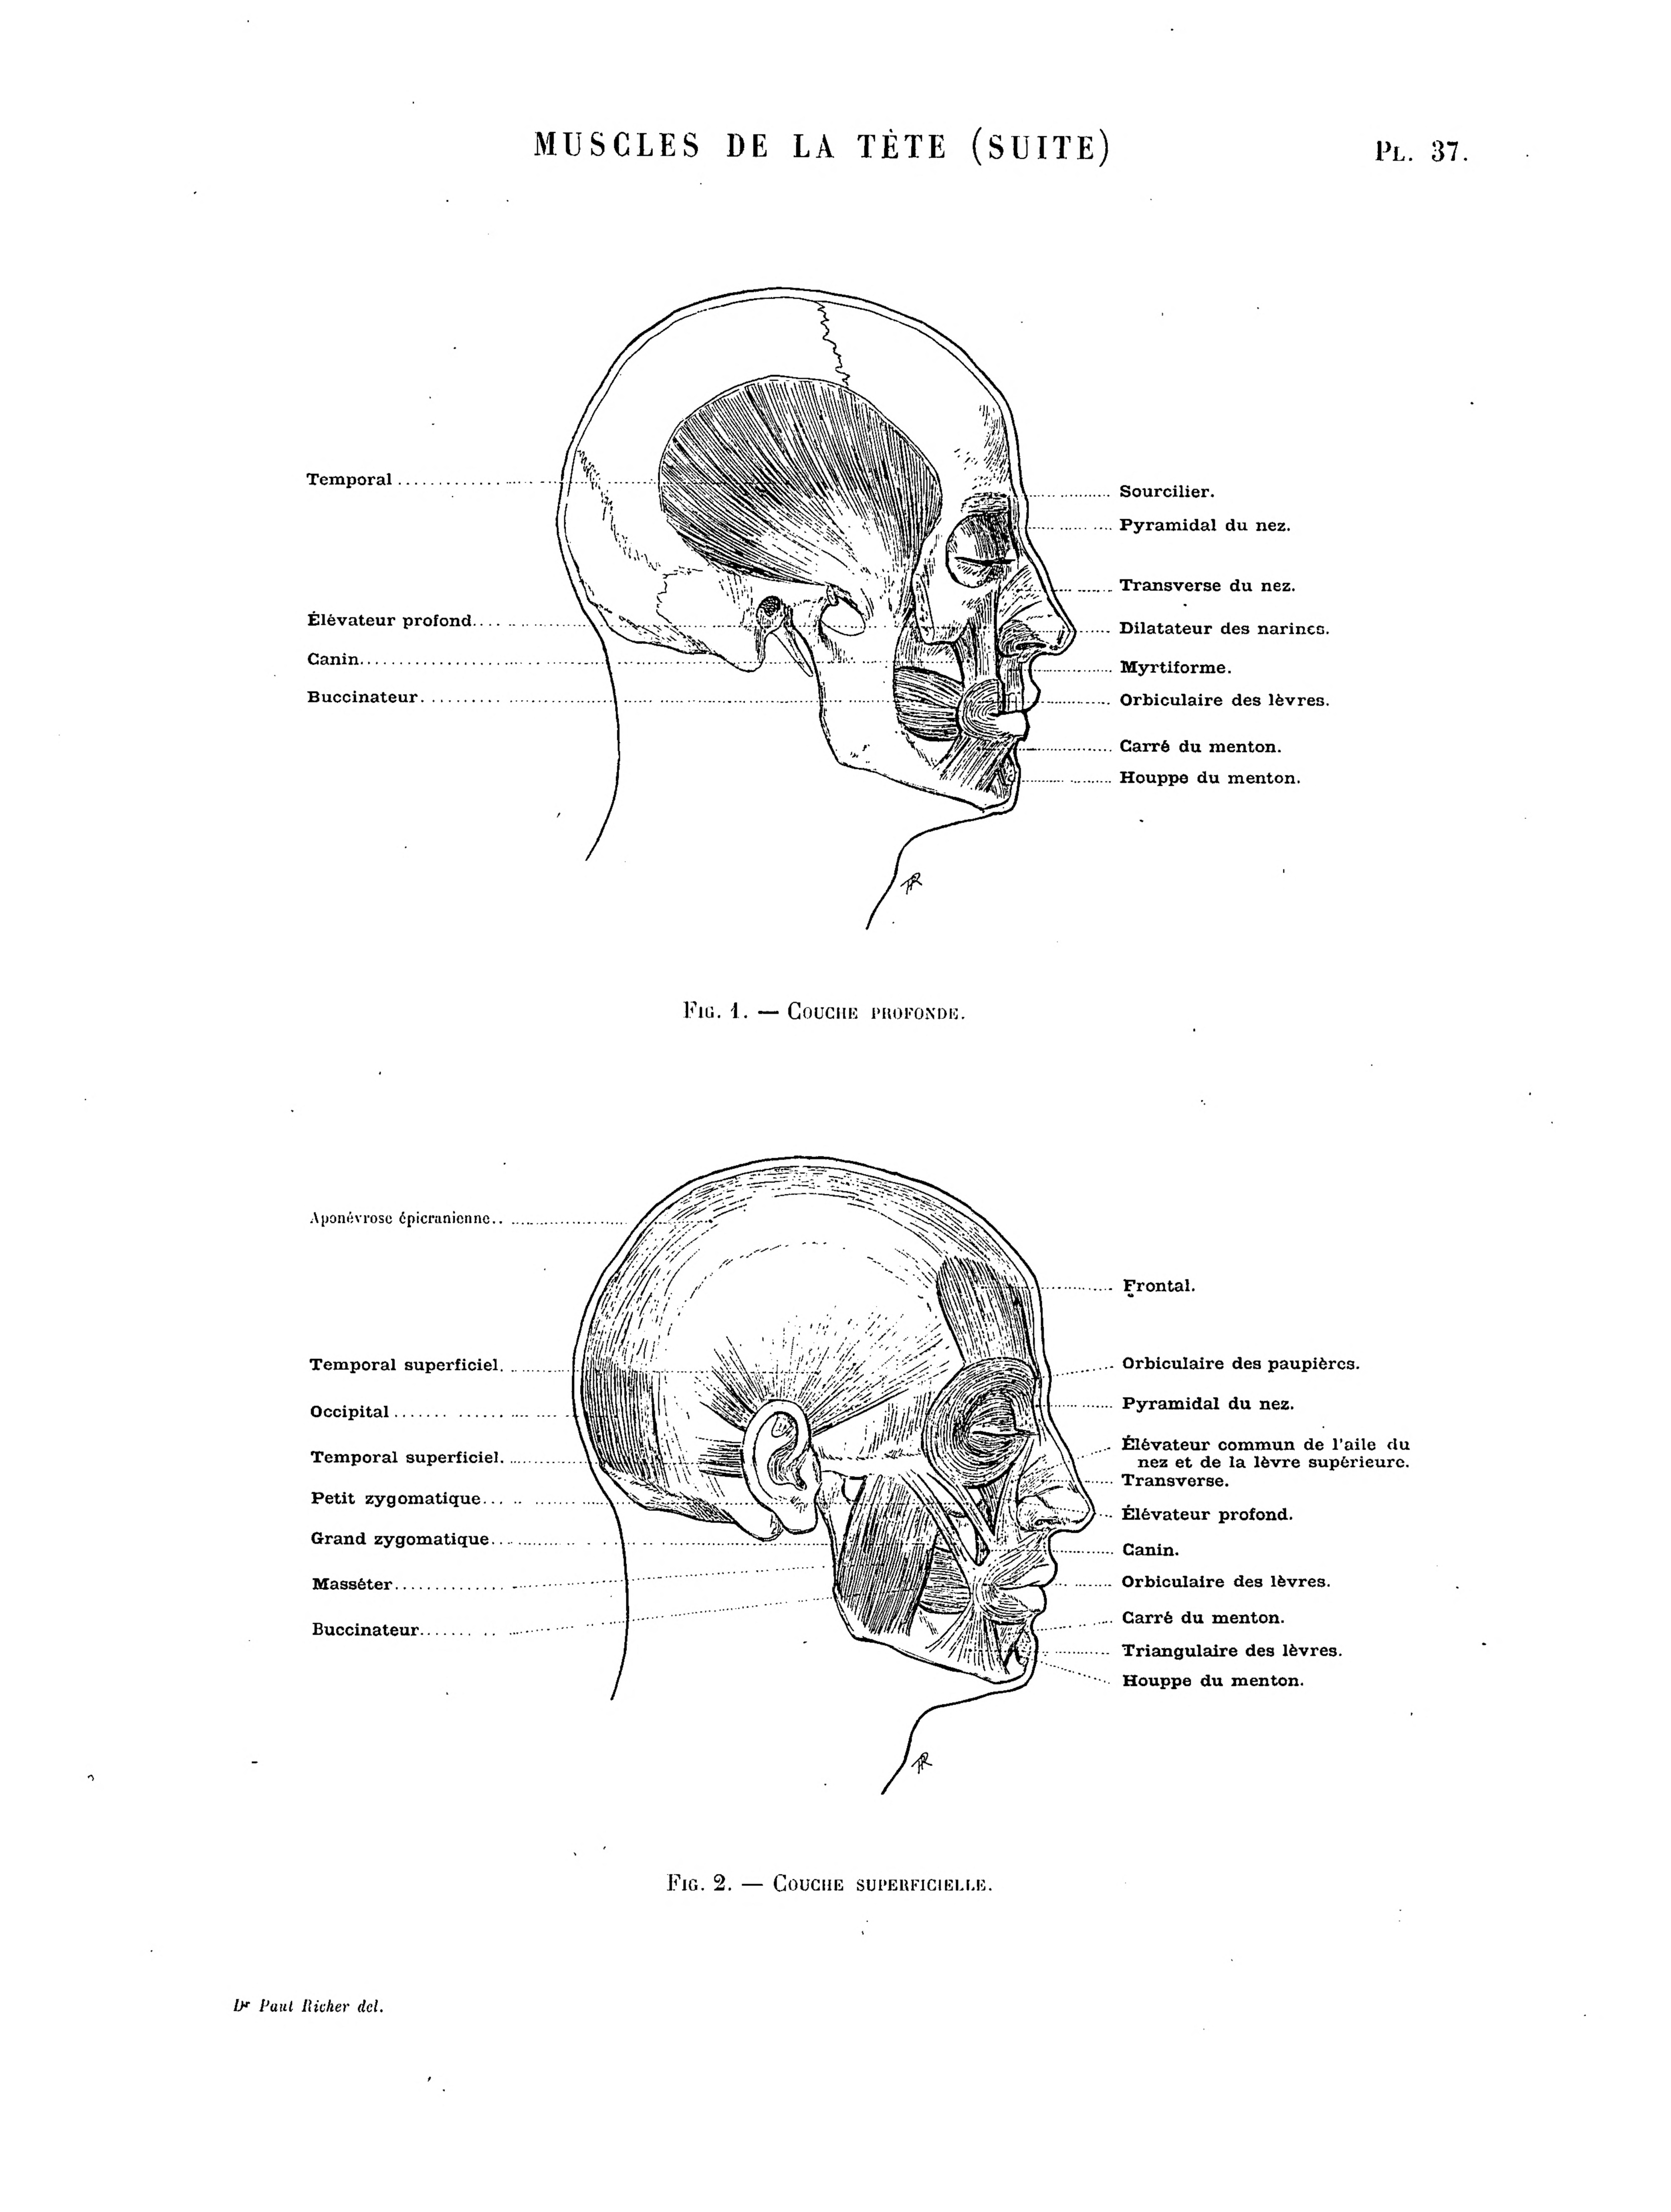 MUSCLES DE LA TÊTE (SUITE)
PL. 37.
Temporal
Élévateur profond
Canin
Buccinateur
Sourcilier.
Pyramidal du nez.
Transverse du nez.
Dilatateur des narines.
Myrtiforme.
Orbiculaire des lèvres.
Carré du menton.
Houppe du menton.
PR
FIG. 1. — COUCHE PROFONDE.
Aponévrose épicranienne
Temporal superficiel.
Occipital
Temporal superficiel.
Petit zygomatique
Grand zygomatique
Masséter
Buccinateur
Frontal.
Orbiculaire des paupières.
Pyramidal du nez.
Élévateur commun de l'aile du
nez et de la lèvre supérieure.
Transverse.
Élévateur profond.
Canin.
Orbiculaire des lèvres.
Carré du menton.
Triangulaire des lèvres.
Houppe du menton.
PR
FIG. 2. — COUCHE SUPERFICIELLE.
Dr Paul Richer del.